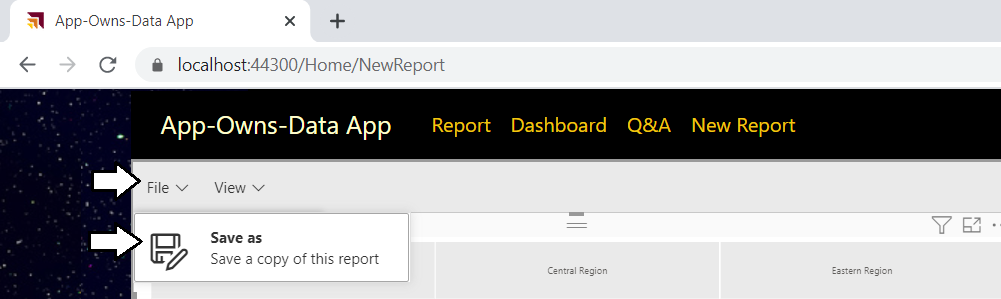 App-Owns-Data App
localhost:44300/Home/NewReport
App-Owns-Data App Report Dashboard Q&A New Report
File View
Save as
Save a copy of this report
Central Region Eastern Region